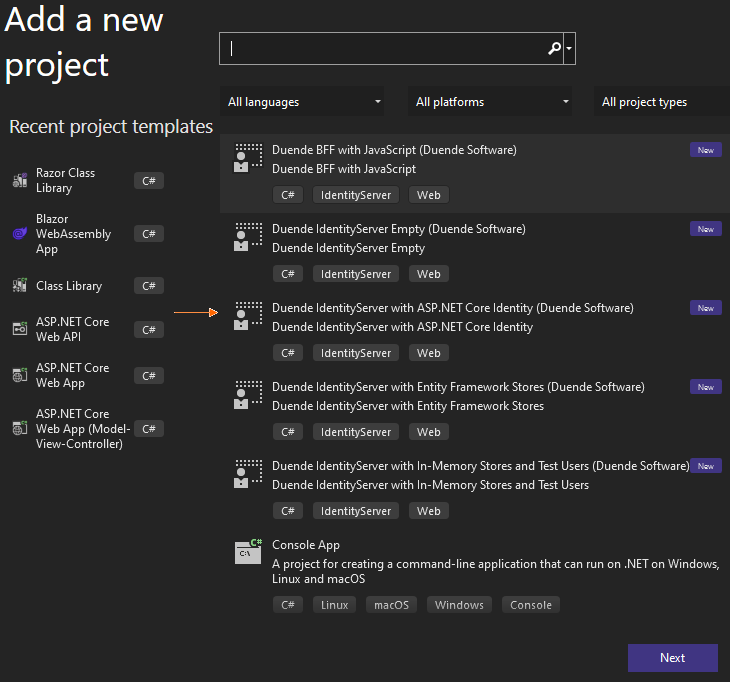 Add a new
project
All languages
All platforms
All project types
Recent project templates
Razor Class
Library
C#
Blazor
WebAssembly
App
C#
Class Library
C#
ASP.NET Core
Web API
C#
ASP.NET Core
Web App
C#
ASP.NET Core
Web App (Model-
View-Controller)
C#
Duende BFF with JavaScript (Duende Software)
New
Duende BFF with JavaScript
C# IdentityServer Web
Duende IdentityServer Empty (Duende Software)
New
Duende IdentityServer Empty
C# IdentityServer Web
Duende IdentityServer with ASP.NET Core Identity (Duende Software)
New
Duende IdentityServer with ASP.NET Core Identity
C# IdentityServer Web
Duende IdentityServer with Entity Framework Stores (Duende Software)
New
Duende IdentityServer with Entity Framework Stores
C# IdentityServer Web
Duende IdentityServer with In-Memory Stores and Test Users (Duende Software)
New
Duende IdentityServer with In-Memory Stores and Test Users
C# IdentityServer Web
C#
C:\
Console App
A project for creating a command-line application that can run on .NET on Windows,
Linux and macOS
C# Linux macOS Windows Console
Next